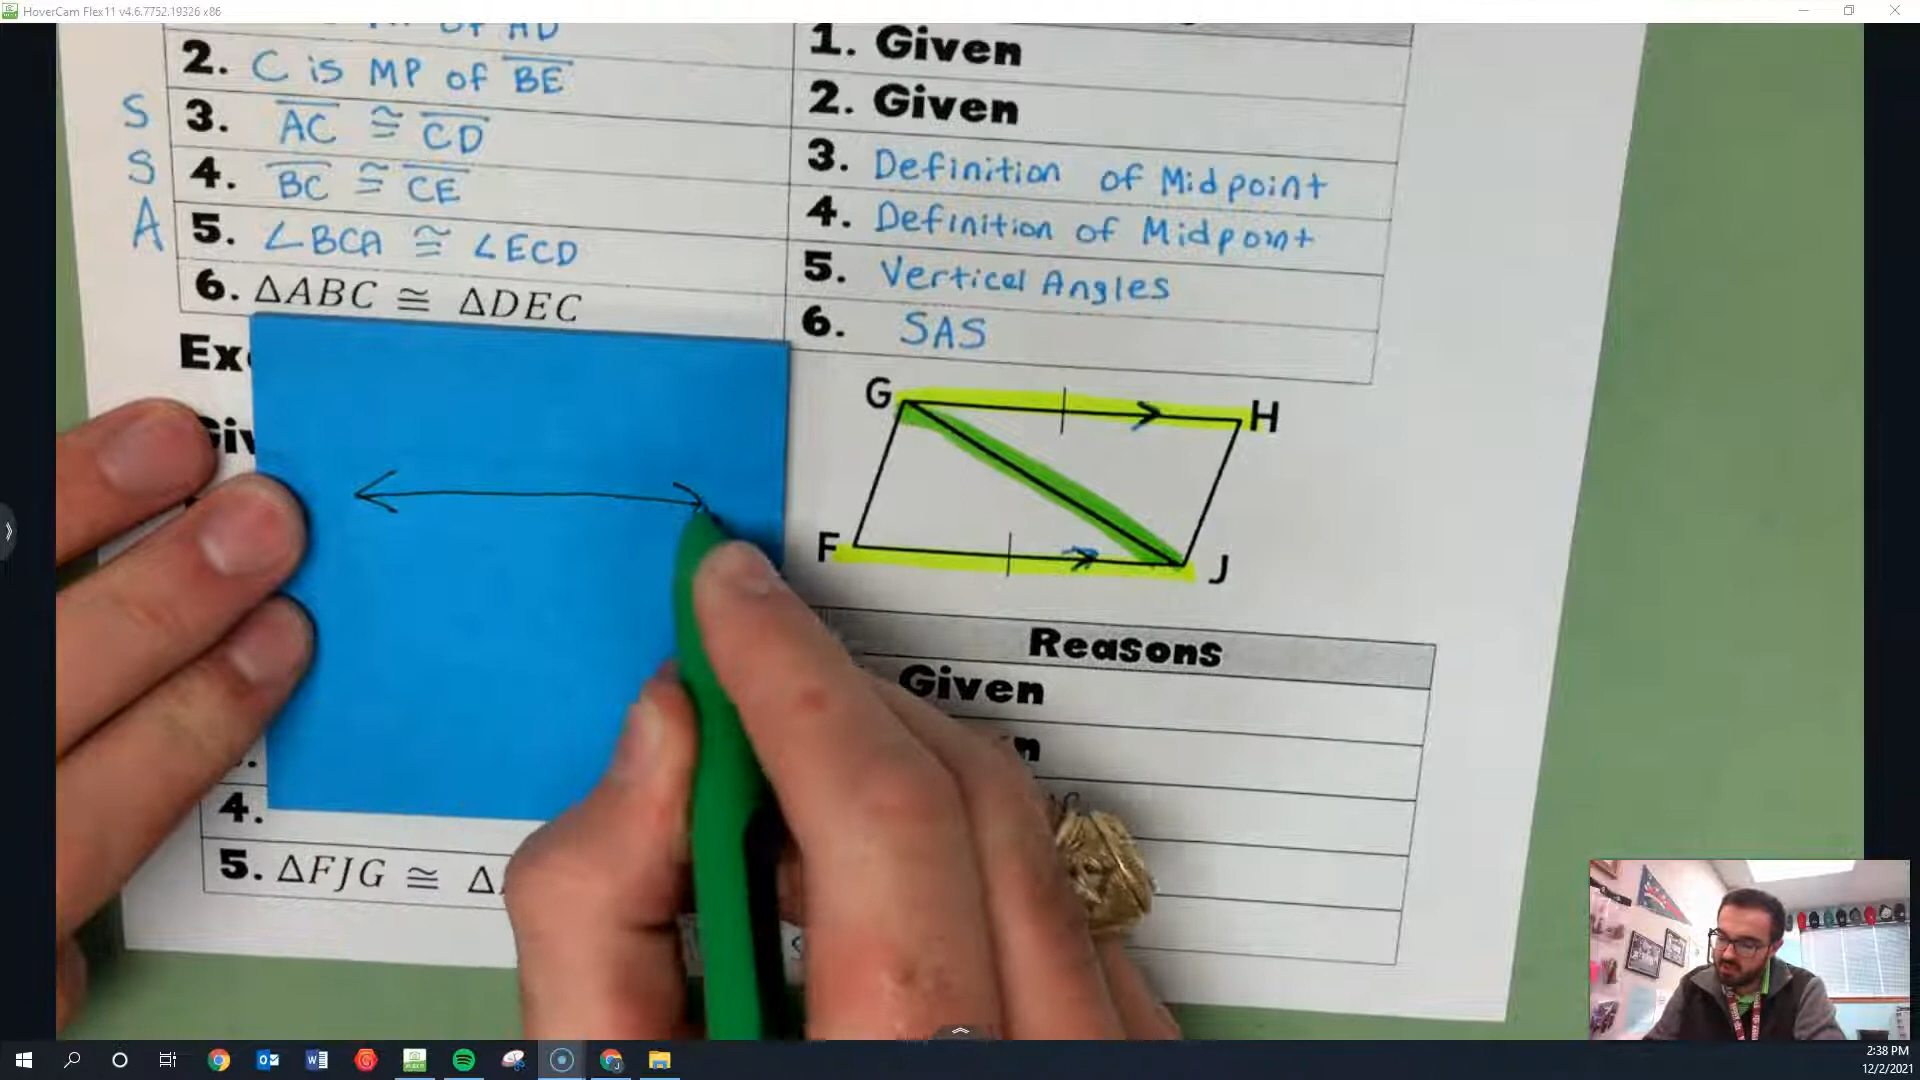 HoverCam Flex11 v4.6.7752.19326 x86
of AD
1. Given
2. C is MP of BE
2. Given
S 3. AC ≅ CD
3. Definition of Midpoint
S 4. BC ≅ CE
4. Definition of Midpoint
A 5. ∠BCA ≅ ∠ECD
5. Vertical Angles
6. ΔABC ≅ ΔDEC
6. SAS
G
H
F
J
Reasons
Given
4.
5. ΔFJG ≅ Δ
2:38 PM
12/2/2021